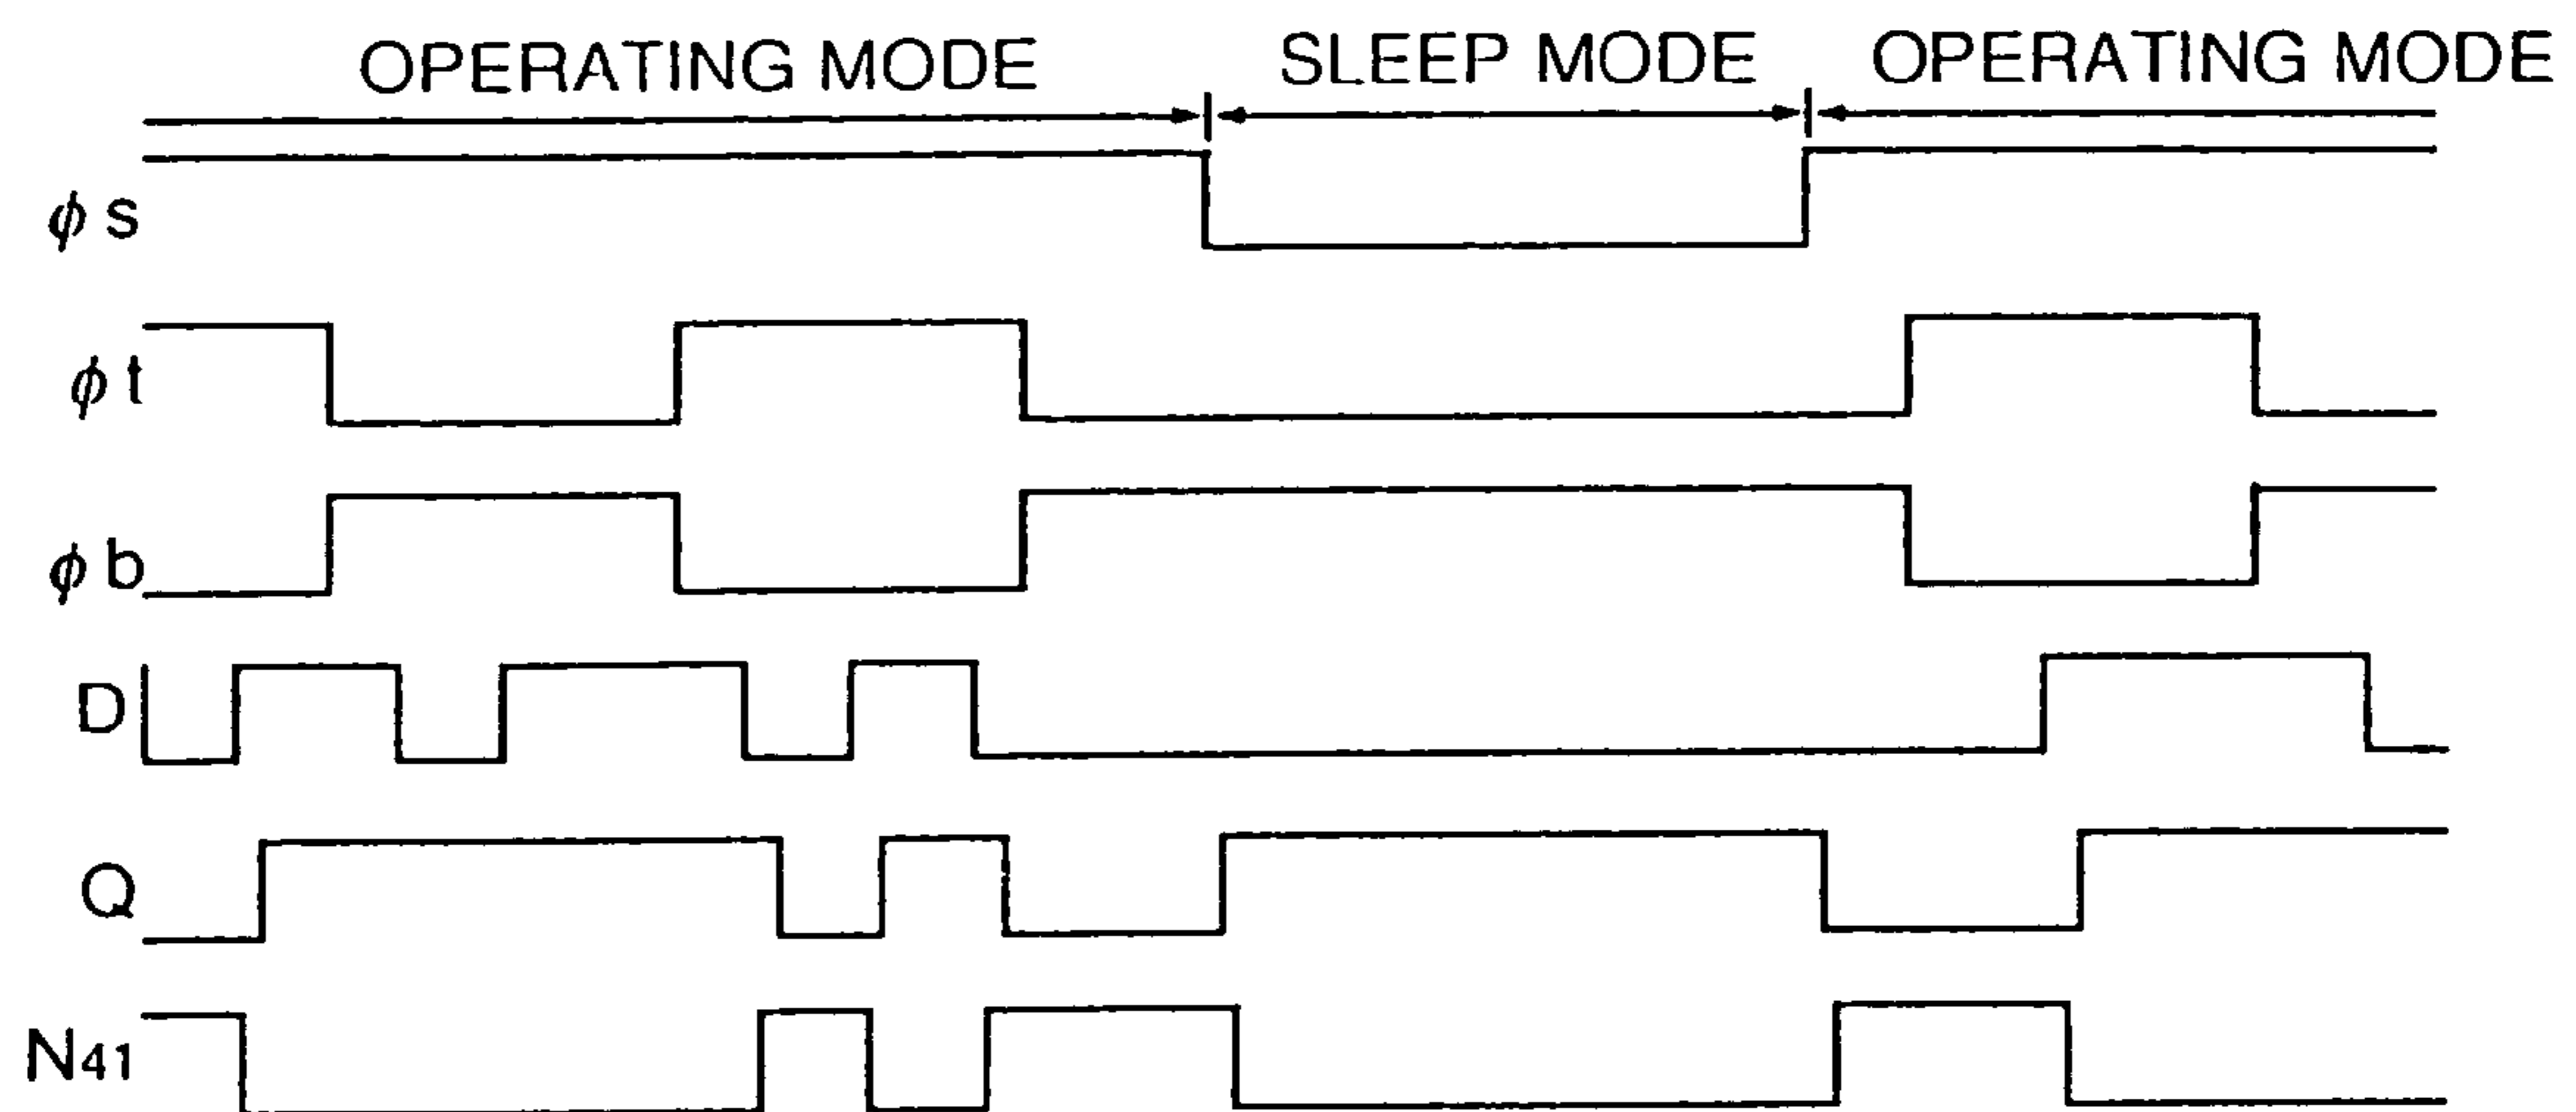 OPERATING MODE SLEEP MODE OPERATING MODE
ϕ s
ϕ t
ϕ b
D
Q
N41